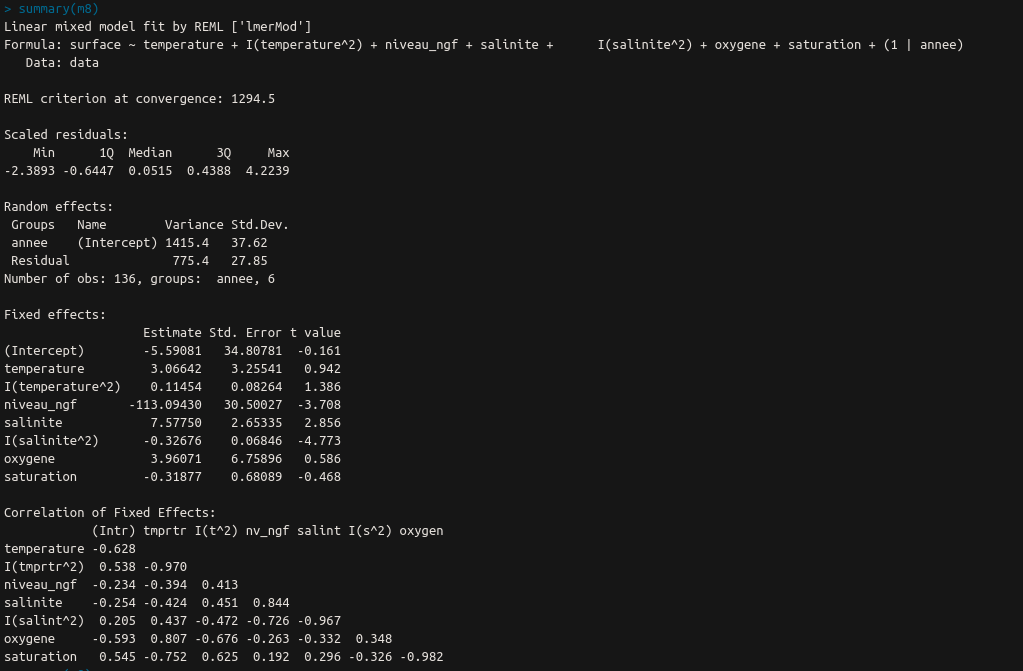 > summary(m8)
Linear mixed model fit by REML ['lmerMod']
Formula: surface ~ temperature + I(temperature^2) + niveau_ngf + salinite +      I(salinite^2) + oxygene + saturation + (1 | annee)
   Data: data

REML criterion at convergence: 1294.5

Scaled residuals:
    Min      1Q  Median      3Q     Max
-2.3893 -0.6447  0.0515  0.4388  4.2239

Random effects:
 Groups   Name        Variance Std.Dev.
 annee    (Intercept) 1415.4   37.62
 Residual              775.4   27.85
Number of obs: 136, groups:  annee, 6

Fixed effects:
                   Estimate Std. Error t value
(Intercept)        -5.59081   34.80781  -0.161
temperature         3.06642    3.25541   0.942
I(temperature^2)    0.11454    0.08264   1.386
niveau_ngf       -113.09430   30.50027  -3.708
salinite            7.57750    2.65335   2.856
I(salinite^2)      -0.32676    0.06846  -4.773
oxygene             3.96071    6.75896   0.586
saturation         -0.31877    0.68089  -0.468

Correlation of Fixed Effects:
            (Intr) tmprtr I(t^2) nv_ngf salint I(s^2) oxygen
temperature -0.628
I(tmprtr^2)  0.538 -0.970
niveau_ngf  -0.234 -0.394  0.413
salinite    -0.254 -0.424  0.451  0.844
I(salint^2)  0.205  0.437 -0.472 -0.726 -0.967
oxygene     -0.593  0.807 -0.676 -0.263 -0.332  0.348
saturation   0.545 -0.752  0.625  0.192  0.296 -0.326 -0.982